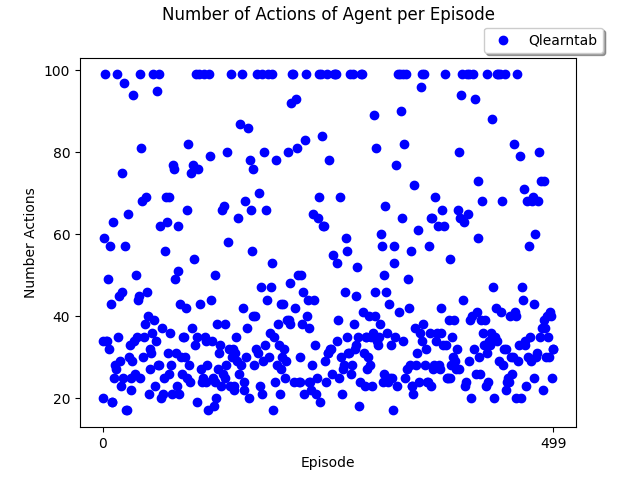 Number of Actions of Agent per Episode
Qlearntab
100
80
60
40
20
Number Actions
0
499
Episode